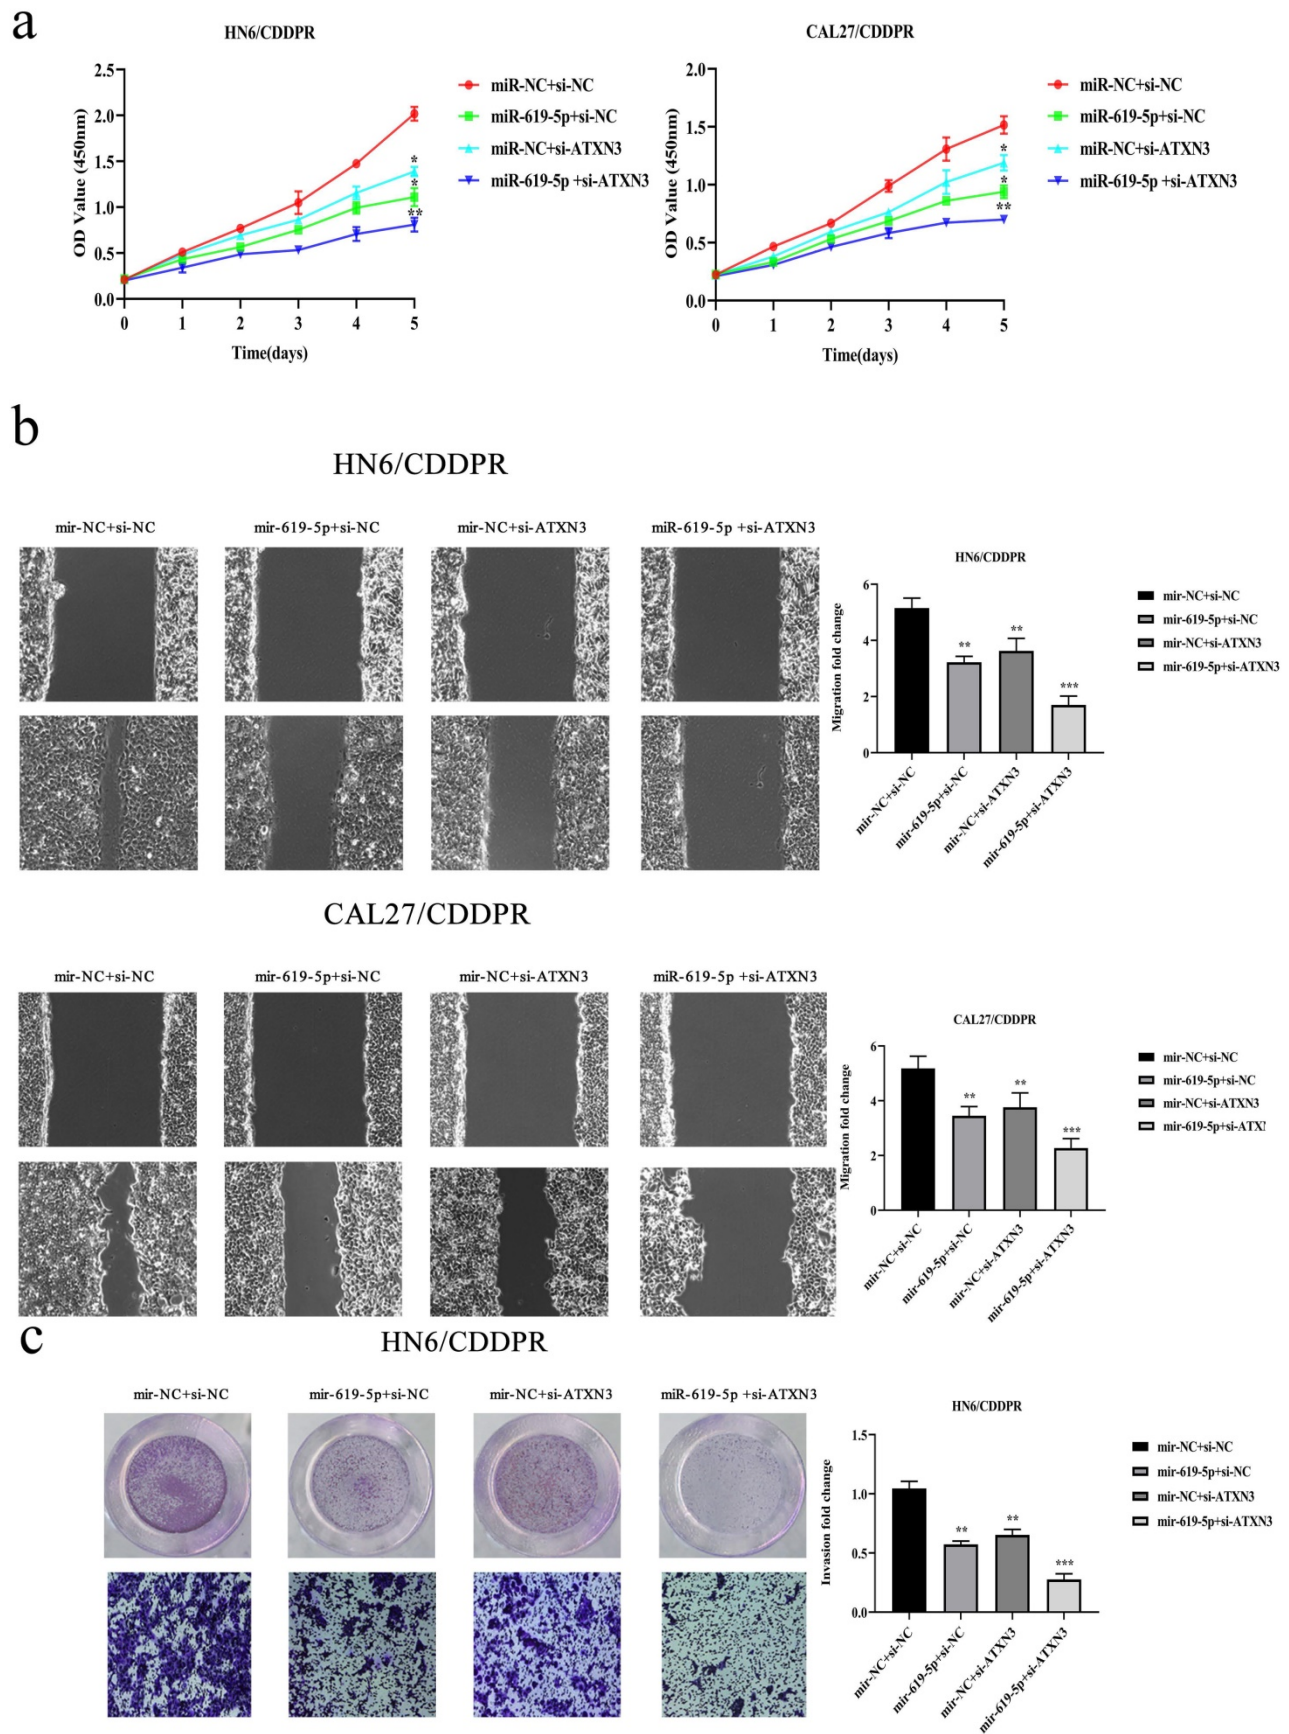 a
HN6/CDDPR
OD Value (450nm)
2.5
2.0
1.5
1.0
0.5
0.0
0 1 2 3 4 5
Time(days)
*
*
**
miR-NC+si-NC
miR-619-5p+si-NC
miR-NC+si-ATXN3
miR-619-5p +si-ATXN3
CAL27/CDDPR
OD Value (450nm)
2.0
1.5
1.0
0.5
0.0
0 1 2 3 4 5
Time(days)
*
*
**
miR-NC+si-NC
miR-619-5p+si-NC
miR-NC+si-ATXN3
miR-619-5p +si-ATXN3
b
HN6/CDDPR
mir-NC+si-NC mir-619-5p+si-NC mir-NC+si-ATXN3 miR-619-5p +si-ATXN3
HN6/CDDPR
Migration fold change
6
4
2
0
** ** ***
mir-NC+si-NC
mir-619-5p+si-NC
mir-NC+si-ATXN3
mir-619-5p+si-ATXN3
mir-NC+si-NC
mir-619-5p+si-NC
mir-NC+si-ATXN3
mir-619-5p+si-ATXN3
CAL27/CDDPR
mir-NC+si-NC mir-619-5p+si-NC mir-NC+si-ATXN3 miR-619-5p +si-ATXN3
CAL27/CDDPR
Migration fold change
6
4
2
0
** ** ***
mir-NC+si-NC
mir-619-5p+si-NC
mir-NC+si-ATXN3
mir-619-5p+si-ATXN3
mir-NC+si-NC
mir-619-5p+si-NC
mir-NC+si-ATXN3
mir-619-5p+si-ATX
c
HN6/CDDPR
mir-NC+si-NC mir-619-5p+si-NC mir-NC+si-ATXN3 miR-619-5p +si-ATXN3
HN6/CDDPR
Invasion fold change
1.5
1.0
0.5
0.0
** ** ***
mir-NC+si-NC
mir-619-5p+si-NC
mir-NC+si-ATXN3
mir-619-5p+si-ATXN3
mir-NC+si-NC
mir-619-5p+si-NC
mir-NC+si-ATXN3
mir-619-5p+si-ATXN3